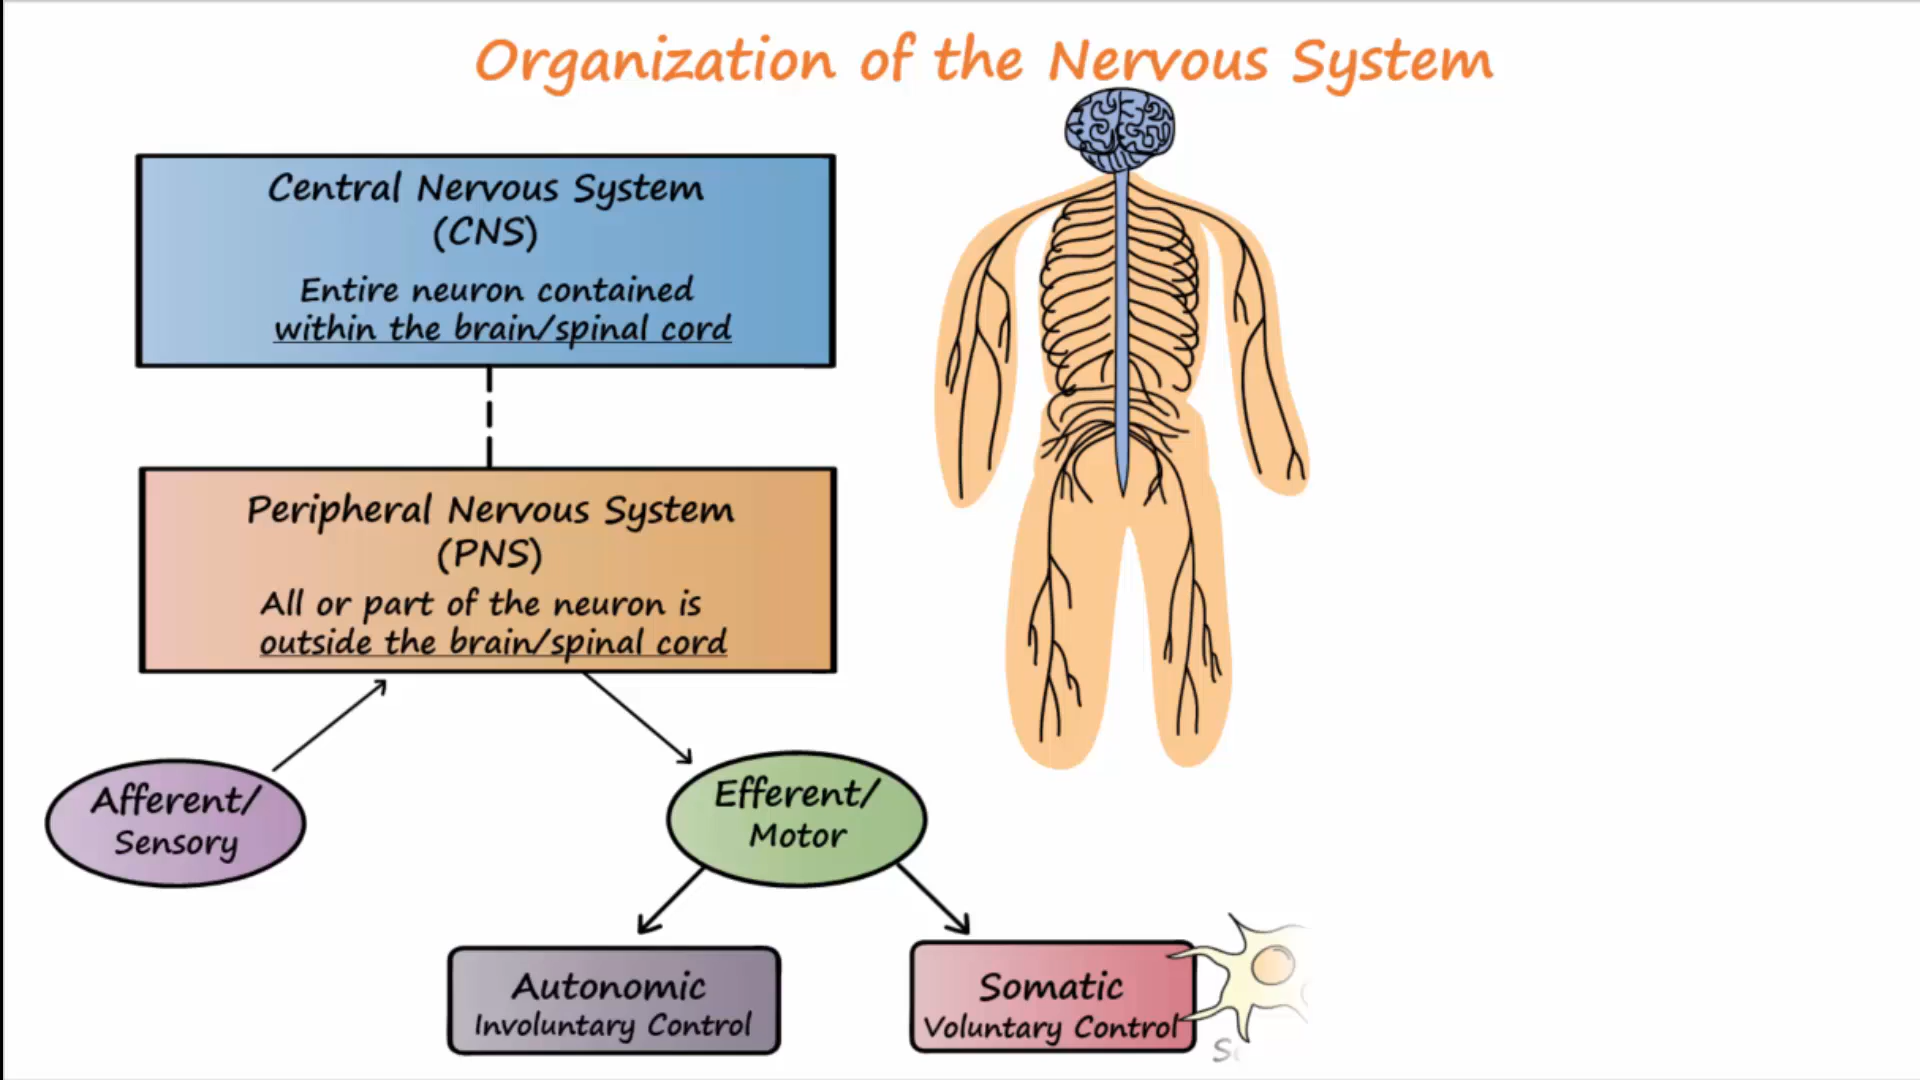 Organization of the Nervous System
Central Nervous System
(CNS)
Entire neuron contained
within the brain/spinal cord
Peripheral Nervous System
(PNS)
All or part of the neuron is
outside the brain/spinal cord
Afferent/
Sensory
Efferent/
Motor
Autonomic
Involuntary Control
Somatic
Voluntary Control